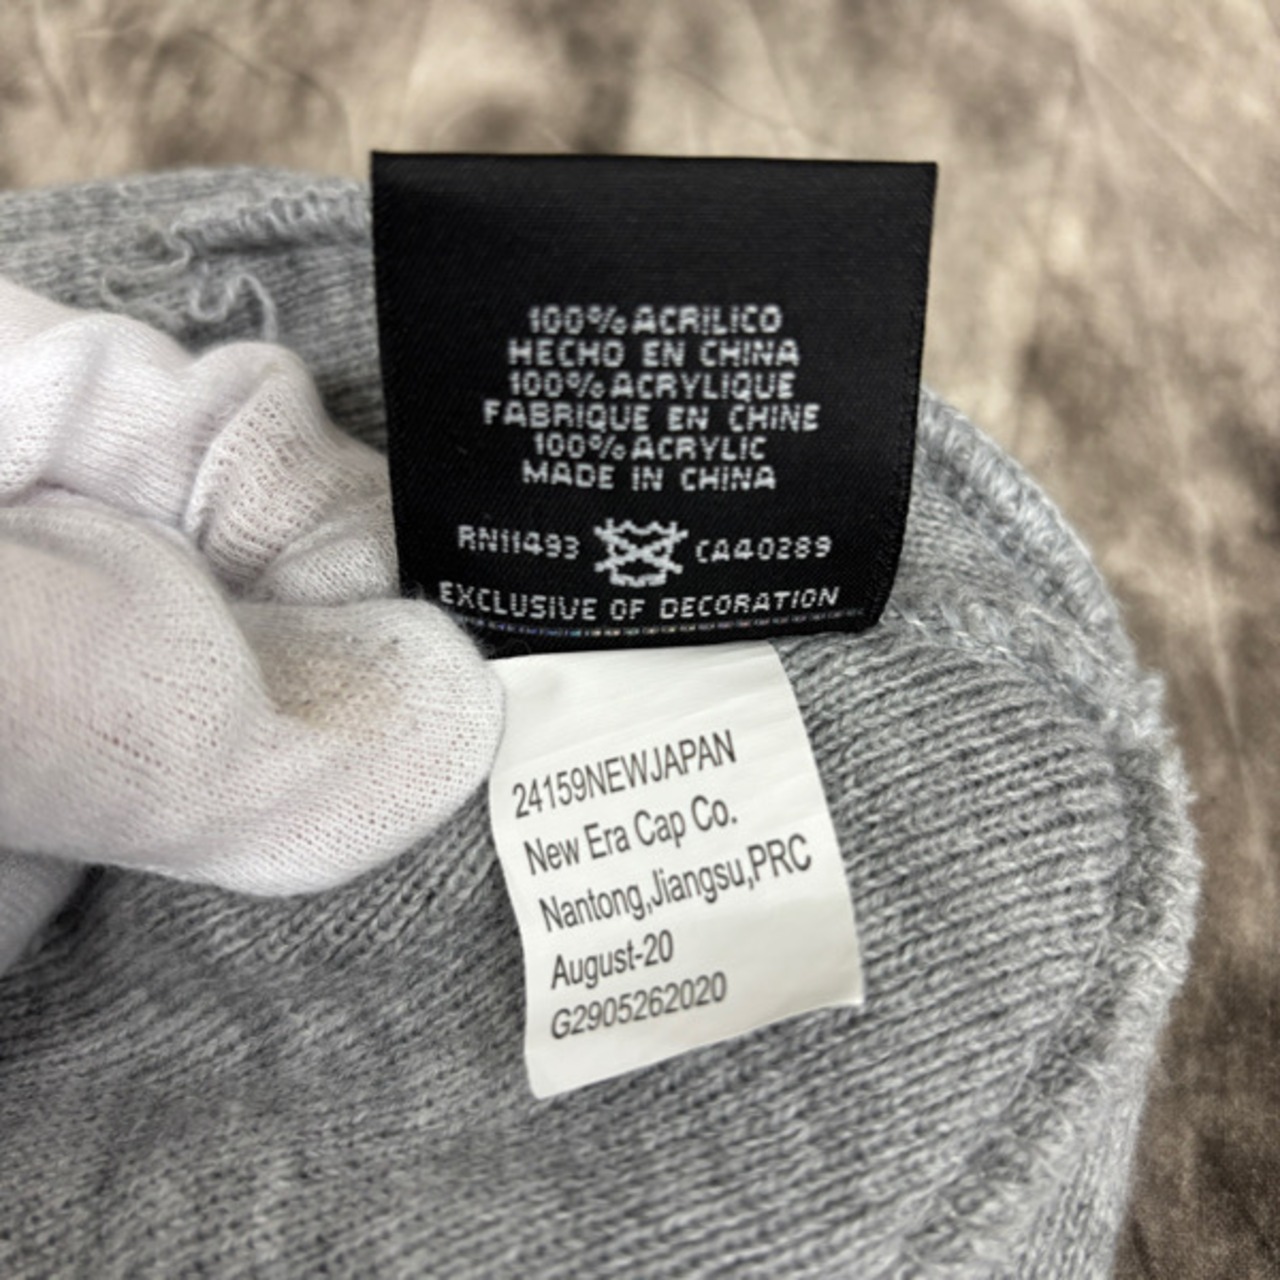 100% ACRILICO
HECHO EN CHINA
100% ACRYLIQUE
FABRIQUE EN CHINE
100% ACRYLIC
MADE IN CHINA
RN11493 CA40289
EXCLUSIVE OF DECORATION
24159NEWJAPAN
New Era Cap Co.
Nantong,Jiangsu,PRC
August-20
G2905262020